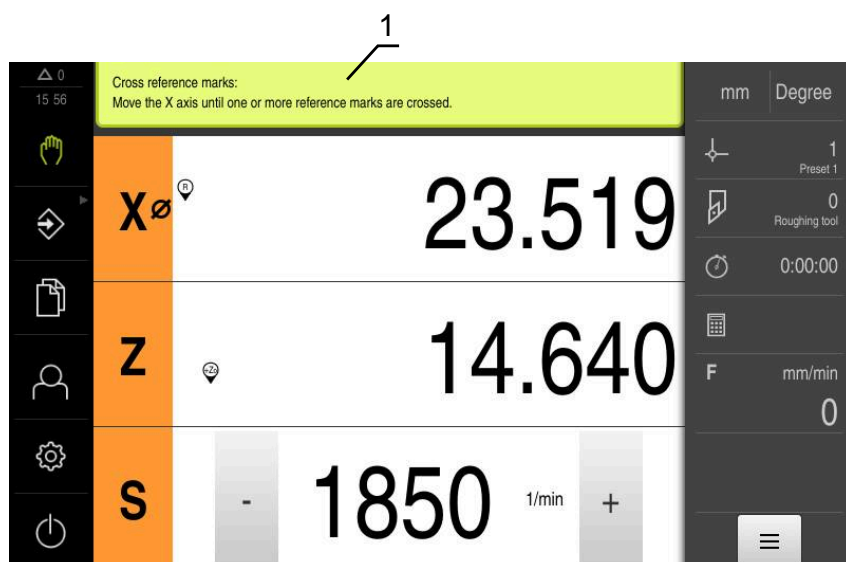 1
0
15 56
Cross reference marks:
Move the X axis until one or more reference marks are crossed.
mm Degree
X⌀ R 23.519
1
Preset 1
0
Roughing tool
0:00:00
Z 14.640
F mm/min
0
S - 1850 1/min +